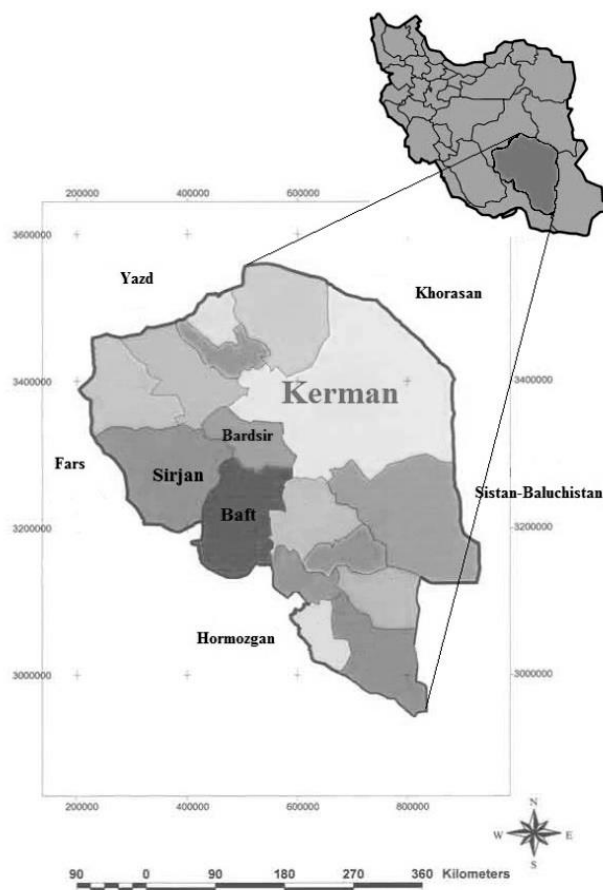 200000 400000 600000
3600000
Yazd
Khorasan
3400000 3400000
Kerman
Bardsir
Fars
Sirjan
Sistan-Baluchistan
Baft
3200000 3200000
Hormozgan
3000000 3000000
200000 400000 600000 800000
N
W E
S
90 0 90 180 270 360 Kilometers